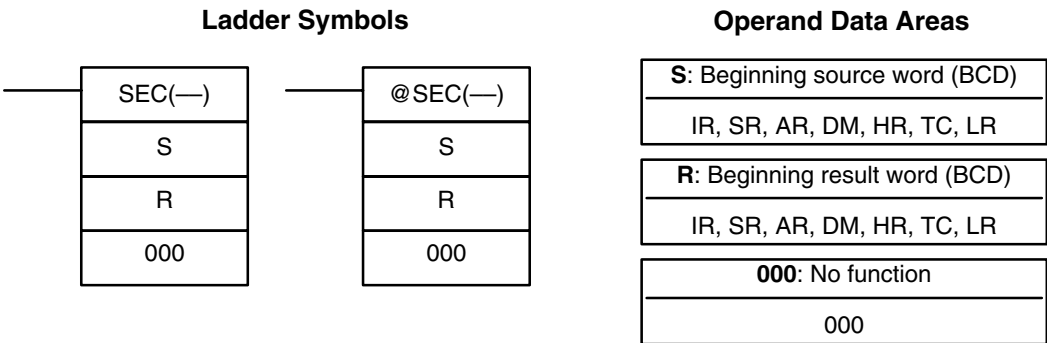 Ladder Symbols
SEC(––)
S
R
000
@SEC(––)
S
R
000
Operand Data Areas
S: Beginning source word (BCD)
IR, SR, AR, DM, HR, TC, LR
R: Beginning result word (BCD)
IR, SR, AR, DM, HR, TC, LR
000: No function
000